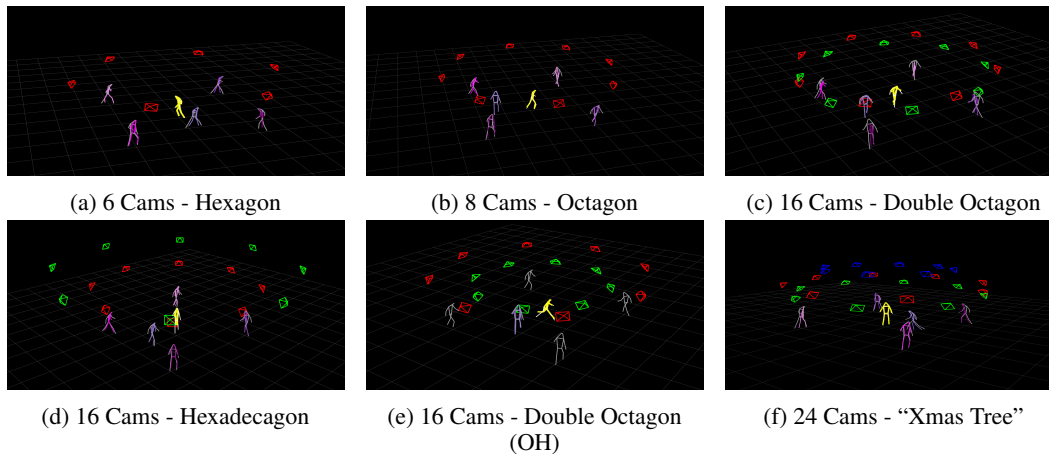 (a) 6 Cams - Hexagon
(b) 8 Cams - Octagon
(c) 16 Cams - Double Octagon
(d) 16 Cams - Hexadecagon
(e) 16 Cams - Double Octagon
(OH)
(f) 24 Cams - “Xmas Tree”